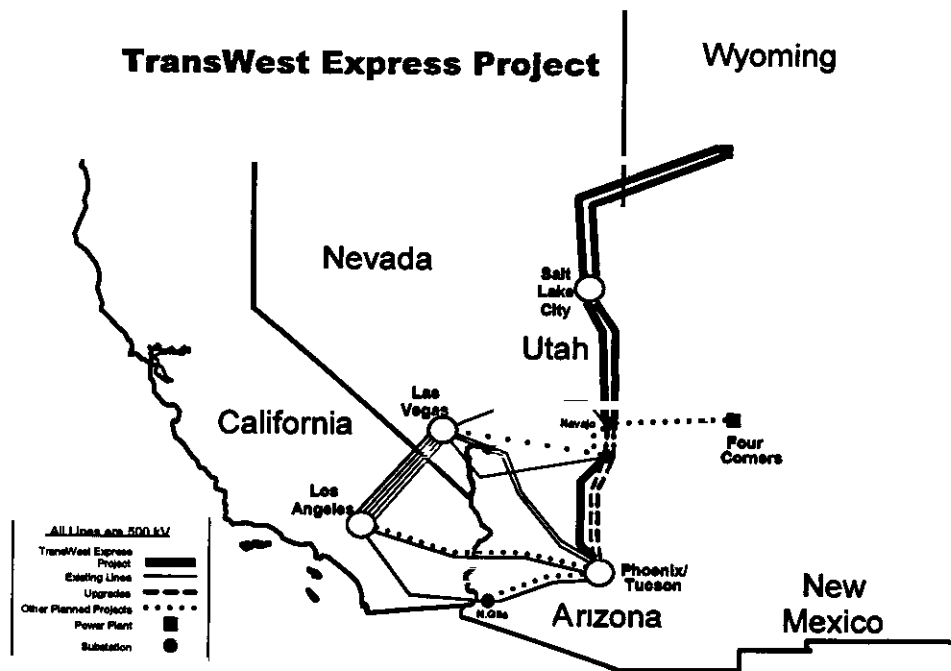 TransWest Express Project
Wyoming
Nevada
Salt
Lake
City
Utah
Las
Vegas
California
Navajo
Four
Corners
Los
Angeles
All Lines are 500 kV
TransWest Express
Project
Existing Lines
Upgrades
Other Planned Projects
Power Plant
Substation
Phoenix/
Tucson
N.Gila
Arizona
New
Mexico